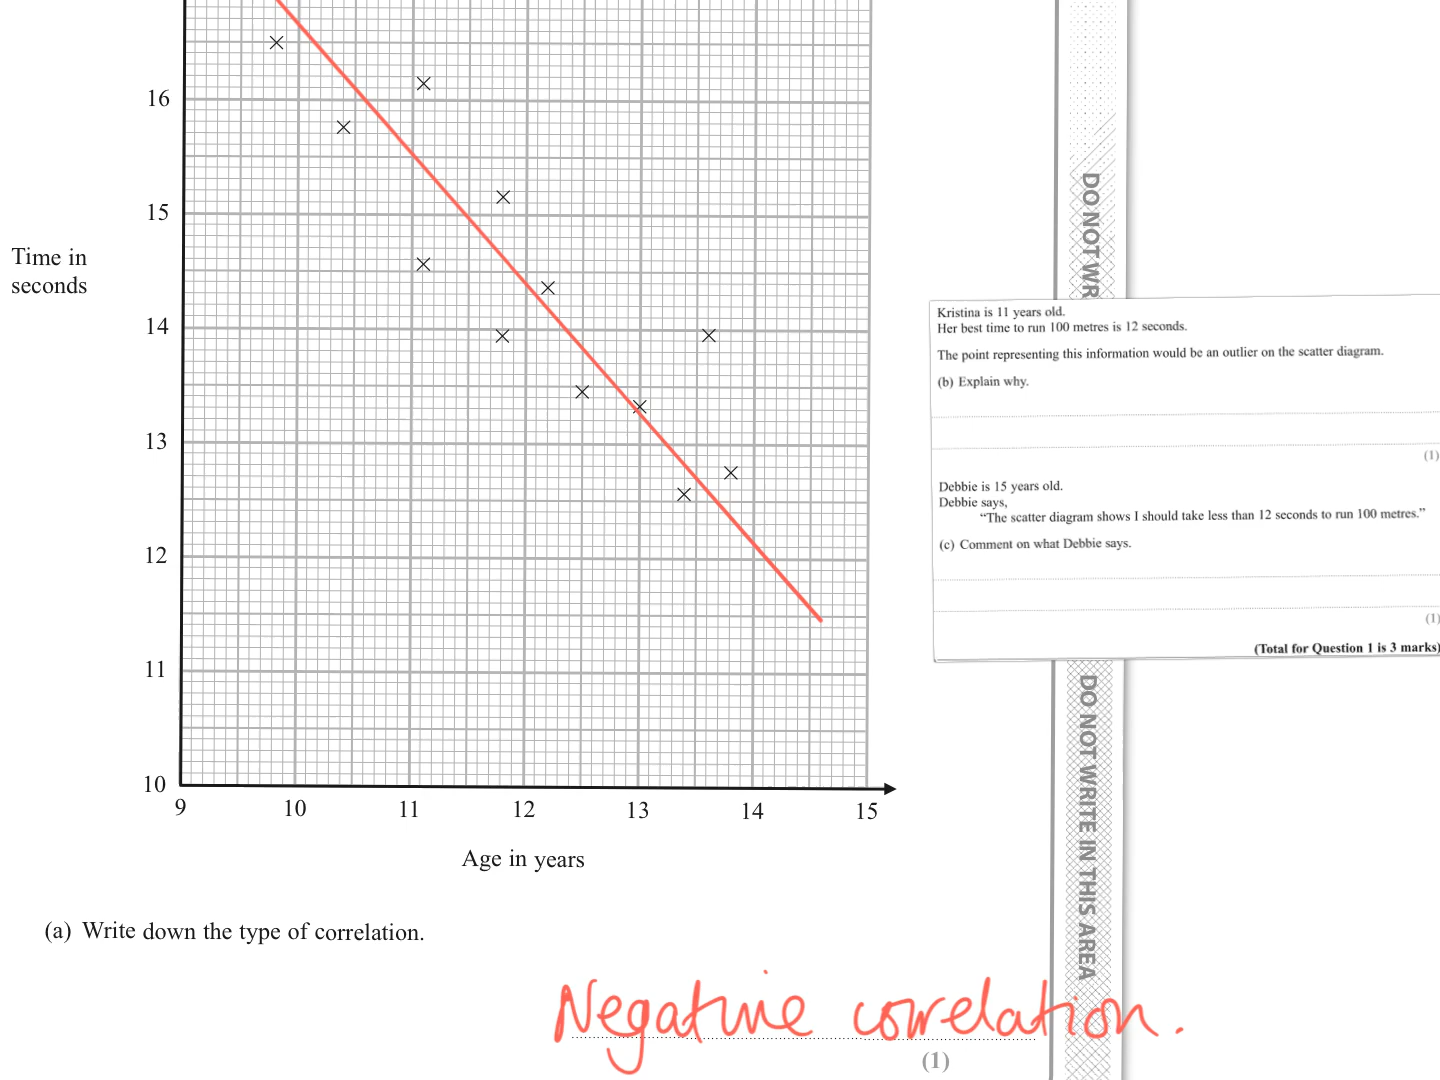 16
15
Time in
seconds
14
13
12
11
10
9 10 11 12 13 14 15
Age in years
(a) Write down the type of correlation.
Negative correlation.
(1)
DO NOT WR
Kristina is 11 years old.
Her best time to run 100 metres is 12 seconds.
The point representing this information would be an outlier on the scatter diagram.
(b) Explain why.
(1)
Debbie is 15 years old.
Debbie says,
“The scatter diagram shows I should take less than 12 seconds to run 100 metres.”
(c) Comment on what Debbie says.
(1)
(Total for Question 1 is 3 marks)
DO NOT WRITE IN THIS AREA